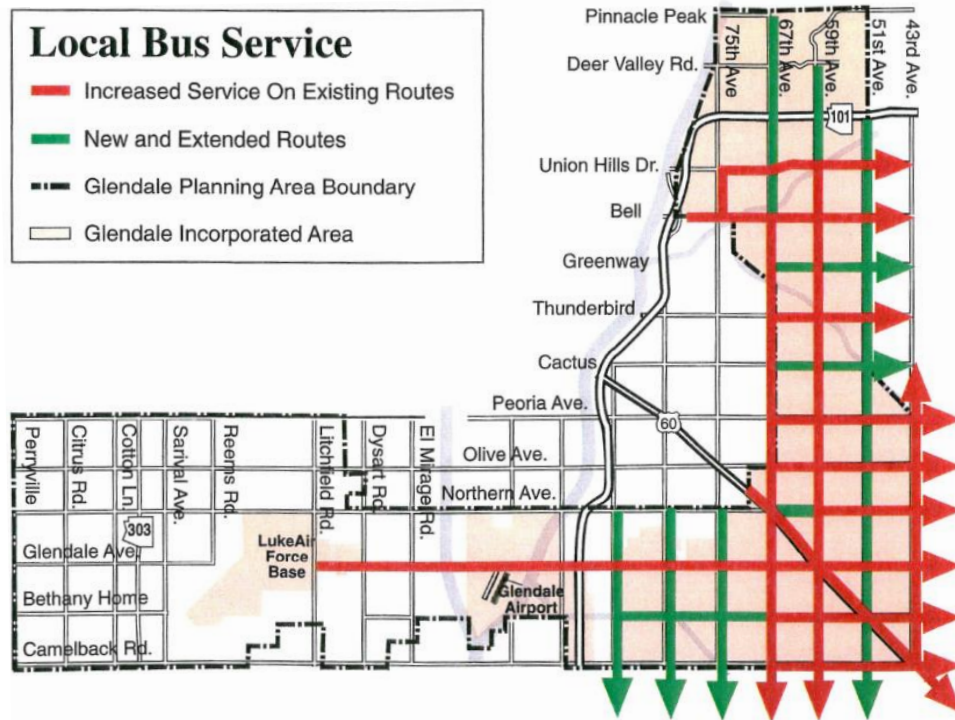 Local Bus Service
Increased Service On Existing Routes
New and Extended Routes
Glendale Planning Area Boundary
Glendale Incorporated Area
Pinnacle Peak
Deer Valley Rd.
Union Hills Dr.
Bell
Greenway
Thunderbird
Cactus
Peoria Ave.
Olive Ave.
Northern Ave.
75th Ave
67th Ave.
59th Ave.
51st Ave.
43rd Ave.
101
60
Perryville
Citrus Rd.
Cotton Ln.
Sarival Ave.
Reems Rd.
Litchfield Rd.
Dysart Rd.
El Mirage Rd.
303
Glendale Ave.
Bethany Home
Camelback Rd.
LukeAir
Force
Base
Glendale
Airport